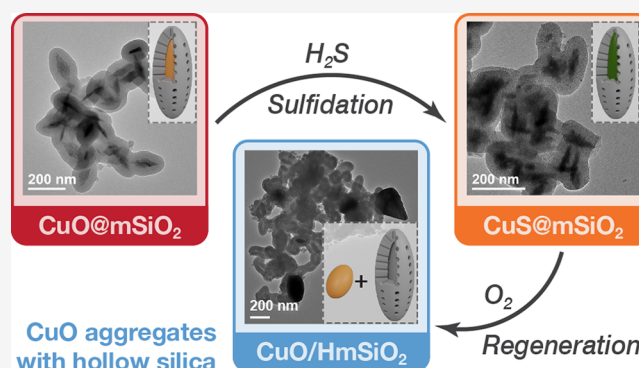 H₂S
Sulfidation
200 nm
CuO@mSiO₂
200 nm
CuS@mSiO₂
200 nm
+
CuO/HmSiO₂
O₂
Regeneration
CuO aggregates
with hollow silica